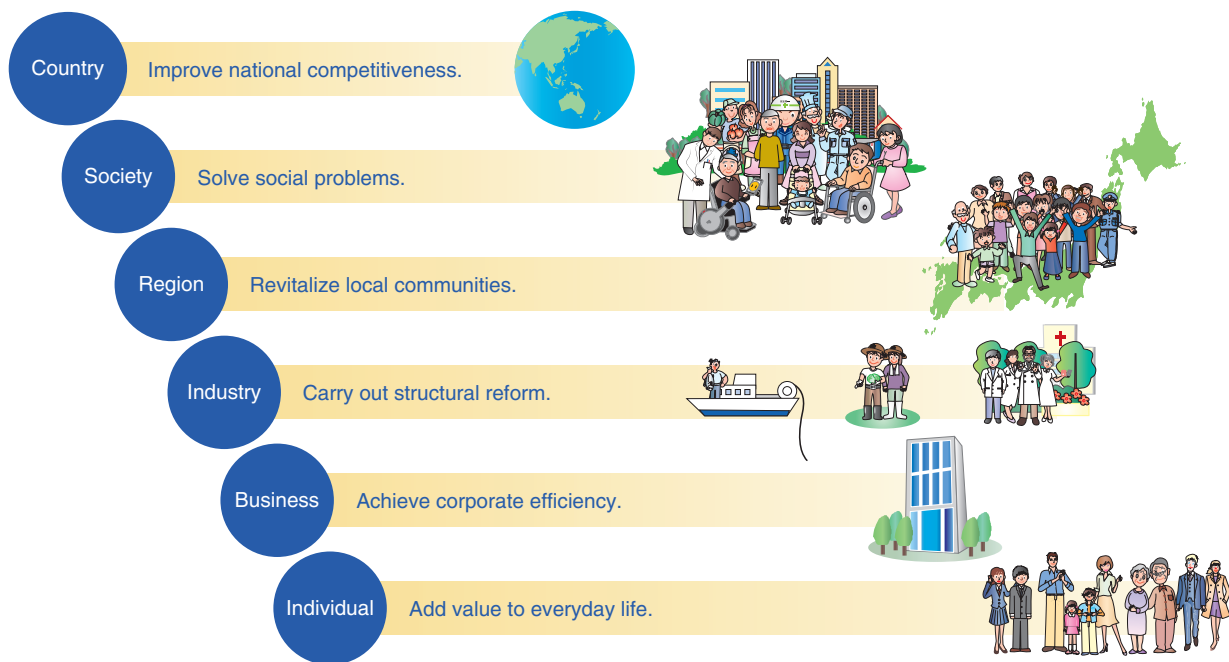 Country
Improve national competitiveness.
Society
Solve social problems.
Region
Revitalize local communities.
Industry
Carry out structural reform.
Business
Achieve corporate efficiency.
Individual
Add value to everyday life.